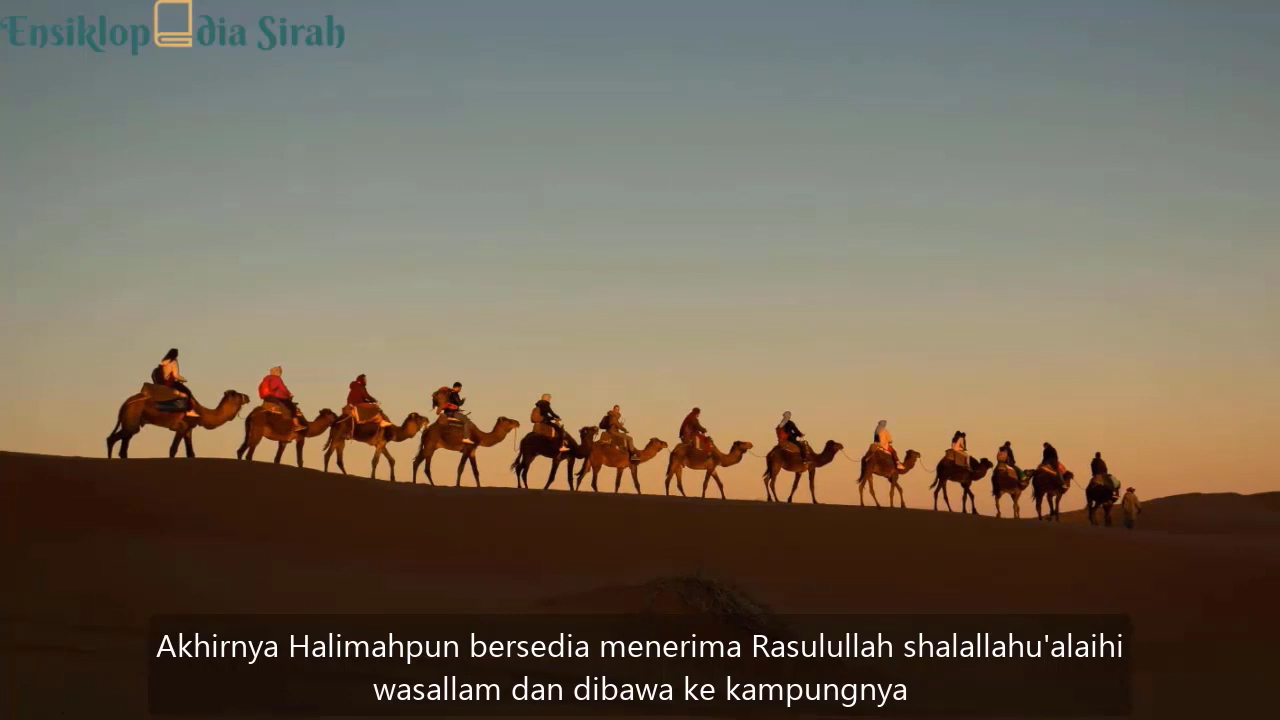 Ensiklopedia Sirah
Akhirnya Halimahpun bersedia menerima Rasulullah shalallahu'alaihi
wasallam dan dibawa ke kampungnya